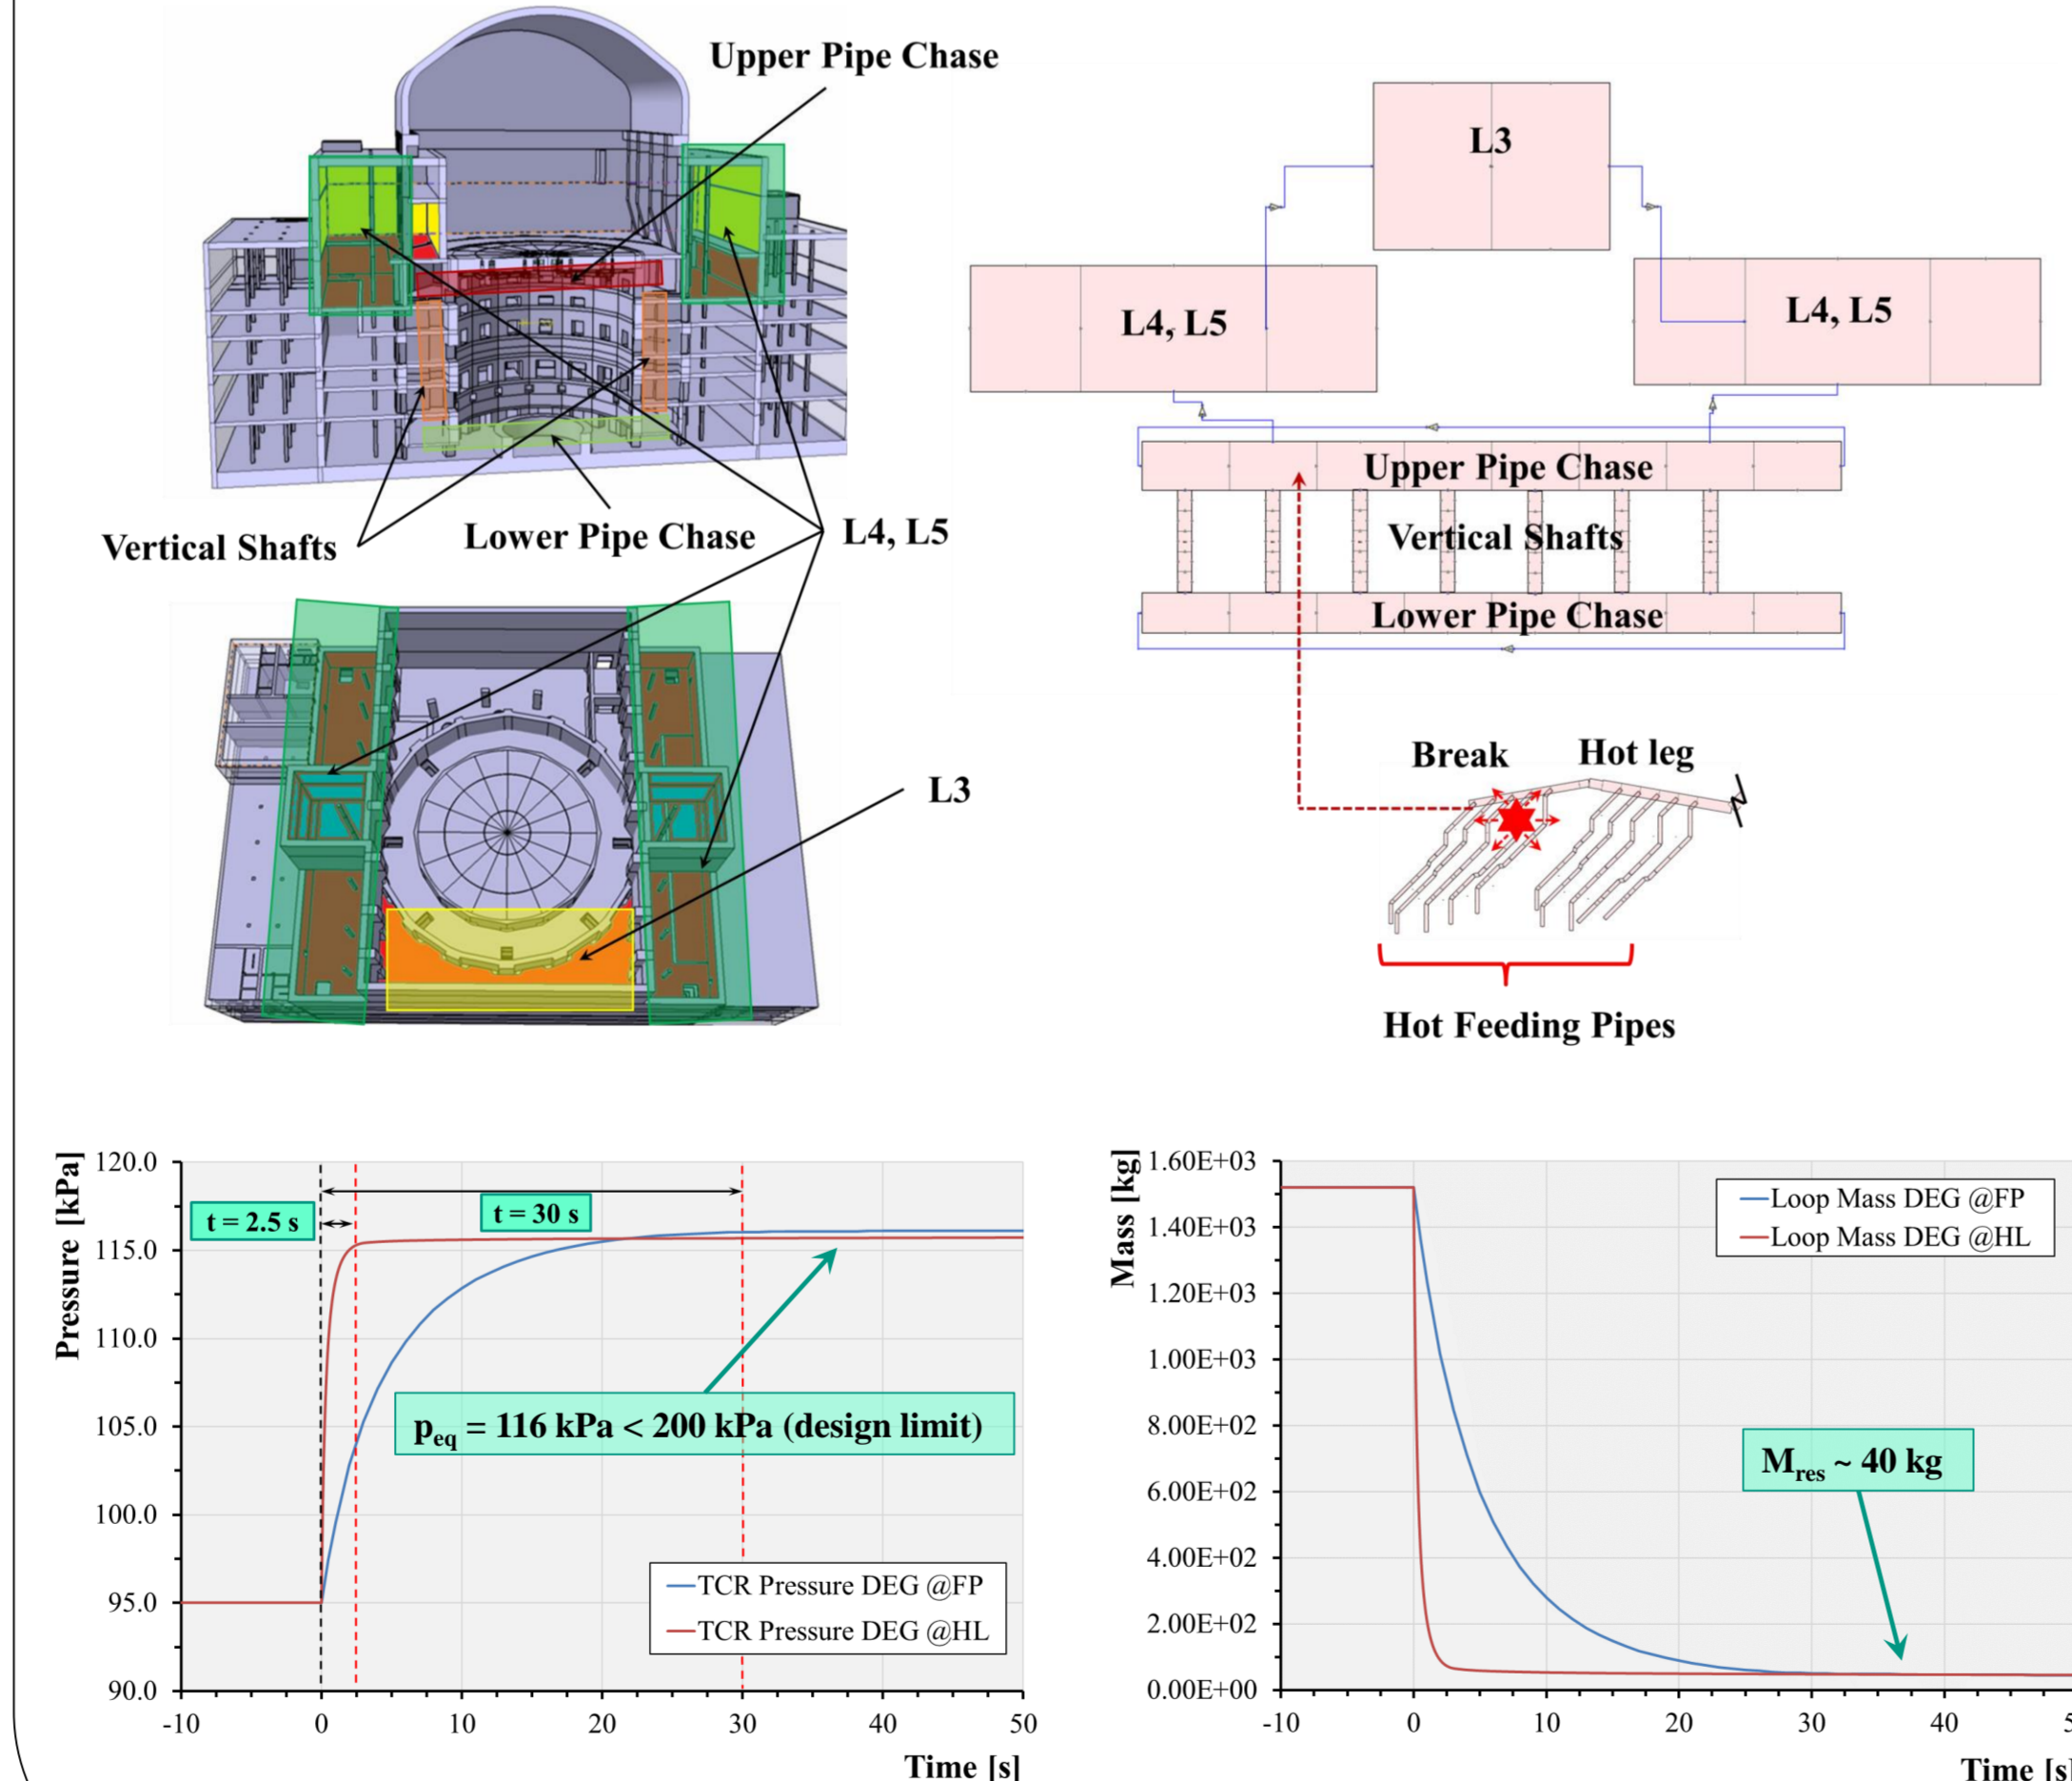 Upper Pipe Chase
Vertical Shafts
Lower Pipe Chase
L4, L5
L3
L3
L4, L5
L4, L5
Upper Pipe Chase
Vertical Shafts
Lower Pipe Chase
Break
Hot leg
Hot Feeding Pipes
Pressure [kPa]
120.0
115.0
110.0
105.0
100.0
95.0
90.0
t = 2.5 s
t = 30 s
peq = 116 kPa < 200 kPa (design limit)
TCR Pressure DEG @FP
TCR Pressure DEG @HL
-10 0 10 20 30 40 50
Time [s]
Mass [kg]
1.60E+03
1.40E+03
1.20E+03
1.00E+03
8.00E+02
6.00E+02
4.00E+02
2.00E+02
0.00E+00
Loop Mass DEG @FP
Loop Mass DEG @HL
Mres ~ 40 kg
-10 0 10 20 30 40
Time [s]